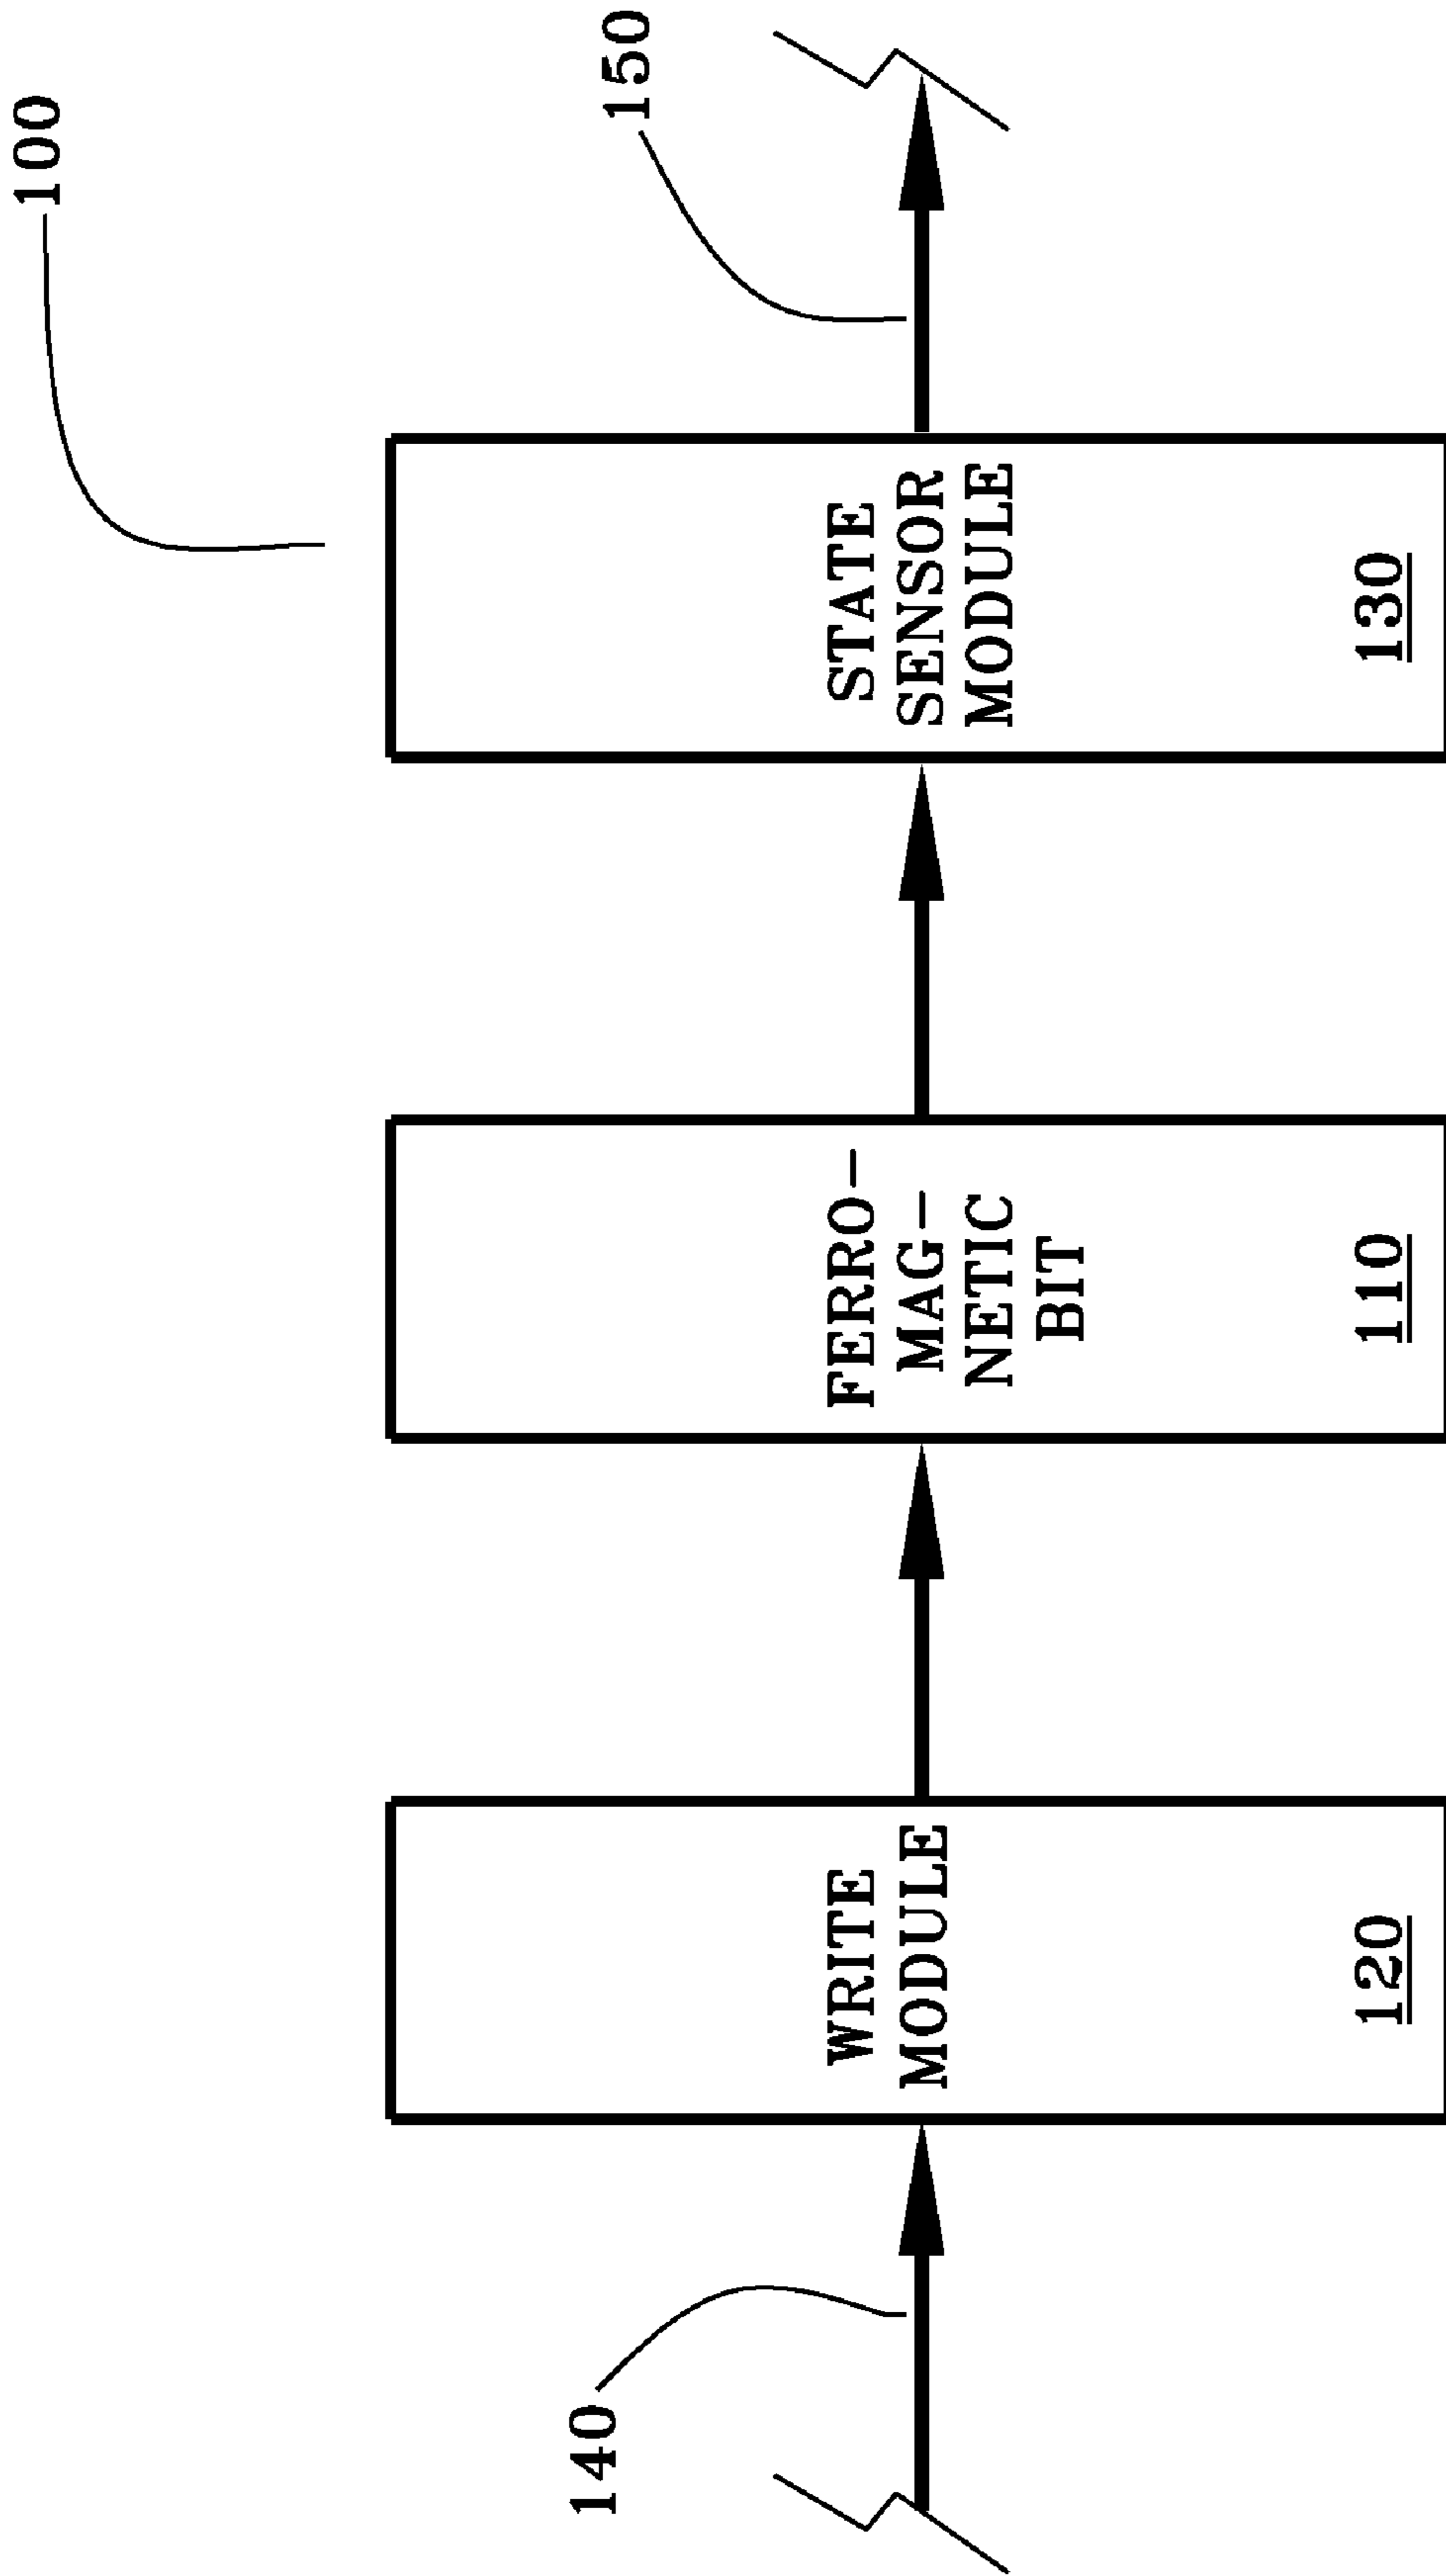 100
140
150
WRITE
MODULE
120
FERRO-
MAG-
NETIC
BIT
110
STATE
SENSOR
MODULE
130